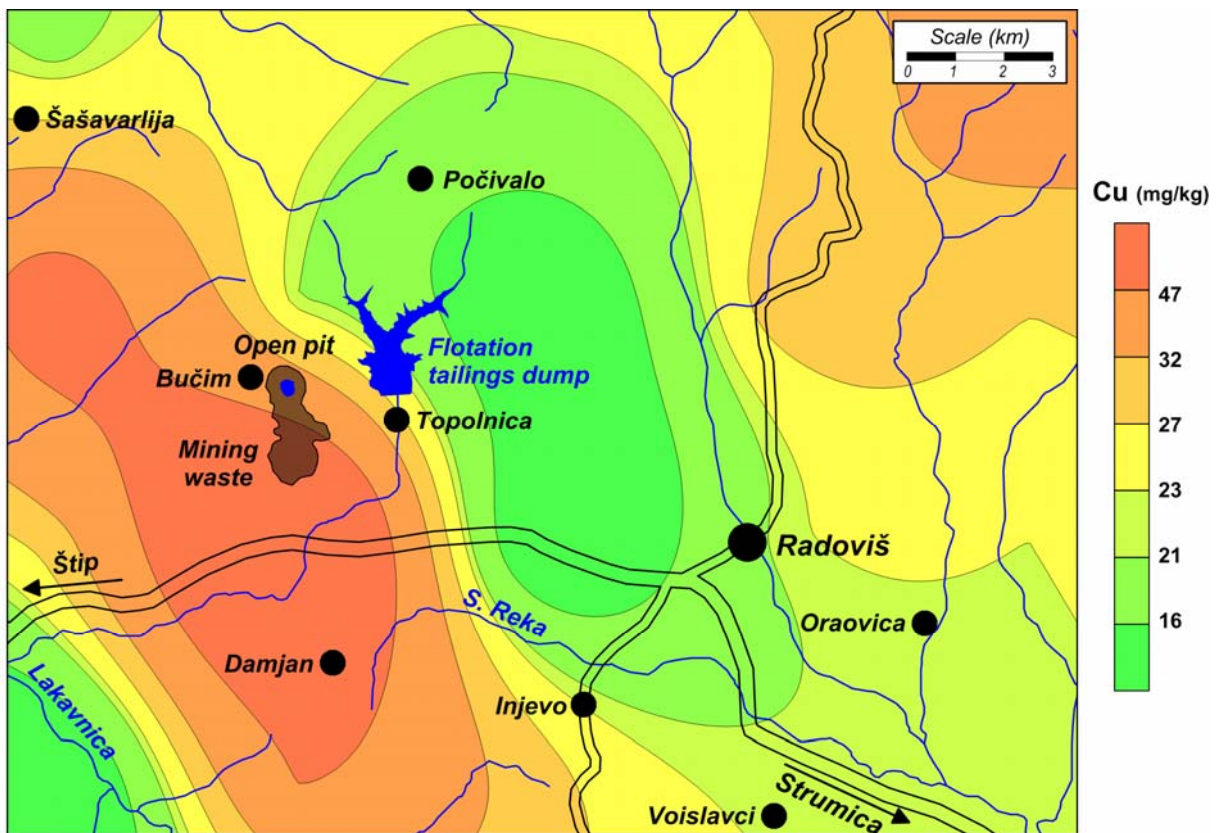 Scale (km)
0 1 2 3
Šašavarlija
Počivalo
Cu (mg/kg)
47
32
27
23
21
16
Open pit
Bučim
Flotation
tailings dump
Topolnica
Mining
waste
Radoviš
Štip
S. Reka
Oraovica
Damjan
Lakavnica
Injevo
Strumica
Voislavci